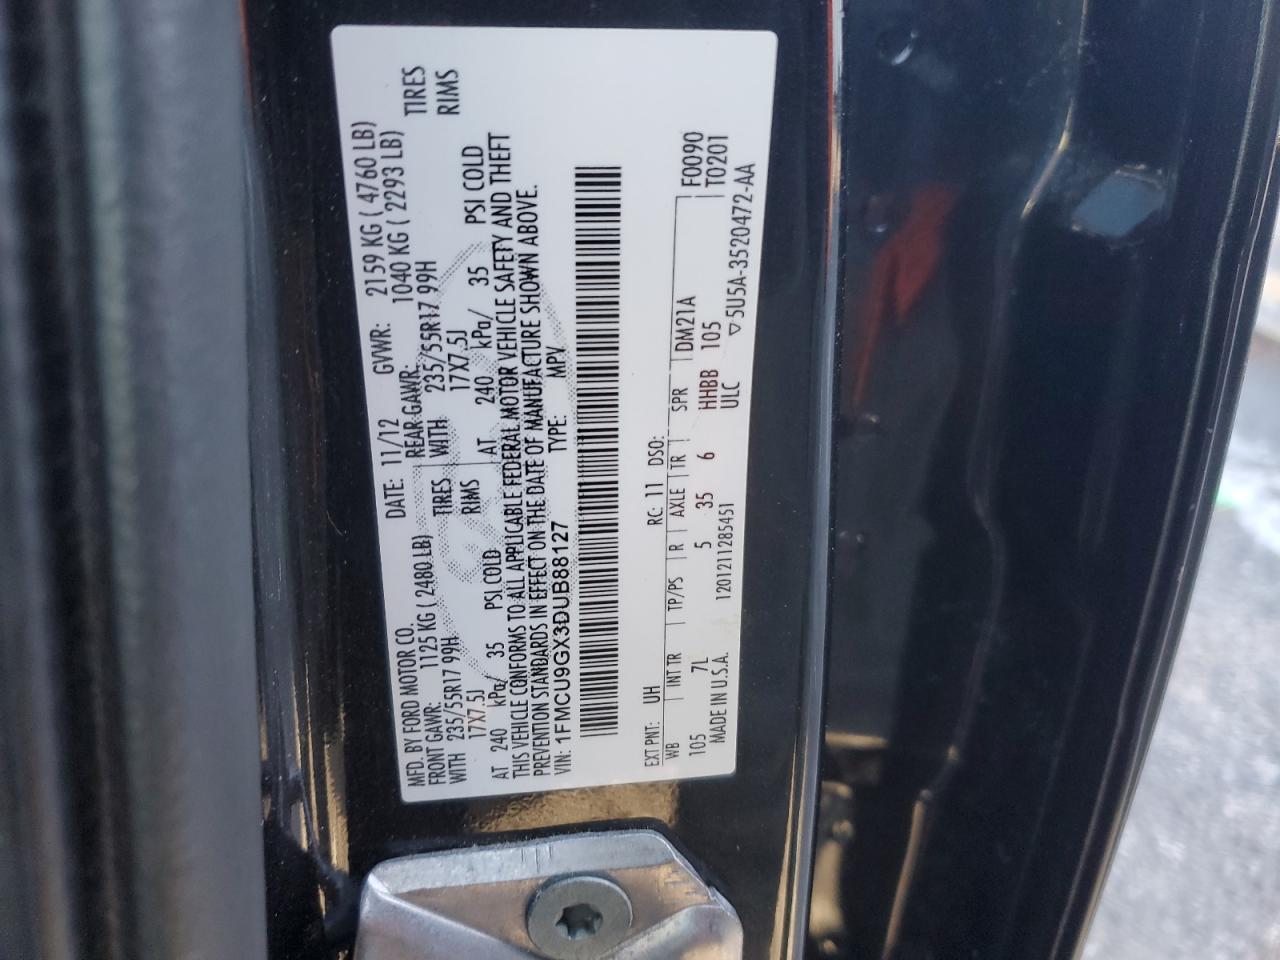 MFD. BY FORD MOTOR CO. DATE: 11/12 GVWR: 2159 KG ( 4760 LB)
FRONT GAWR: 1125 KG ( 2480 LB) REAR GAWR: 1040 KG ( 2293 LB)
WITH 235/55R17 99H TIRES WITH 235/55R17 99H TIRES
17X7.5J RIMS 17X7.5J RIMS
AT 240 kPa/ 35 PSI COLD AT 240 kPa/ 35 PSI COLD
THIS VEHICLE CONFORMS TO ALL APPLICABLE FEDERAL MOTOR VEHICLE SAFETY AND THEFT
PREVENTION STANDARDS IN EFFECT ON THE DATE OF MANUFACTURE SHOWN ABOVE.
VIN: 1FMCU9GX3DUB88127 TYPE: MPV
EXT PNT: UH RC: 11 DSO:
WB INT TR TP/PS R AXLE TR SPR DM21A F0090
105 7L 5 35 6 HHBB 105 T0201
MADE IN U.S.A. 1201211285451 ULC ▽5U5A-3520472-AA